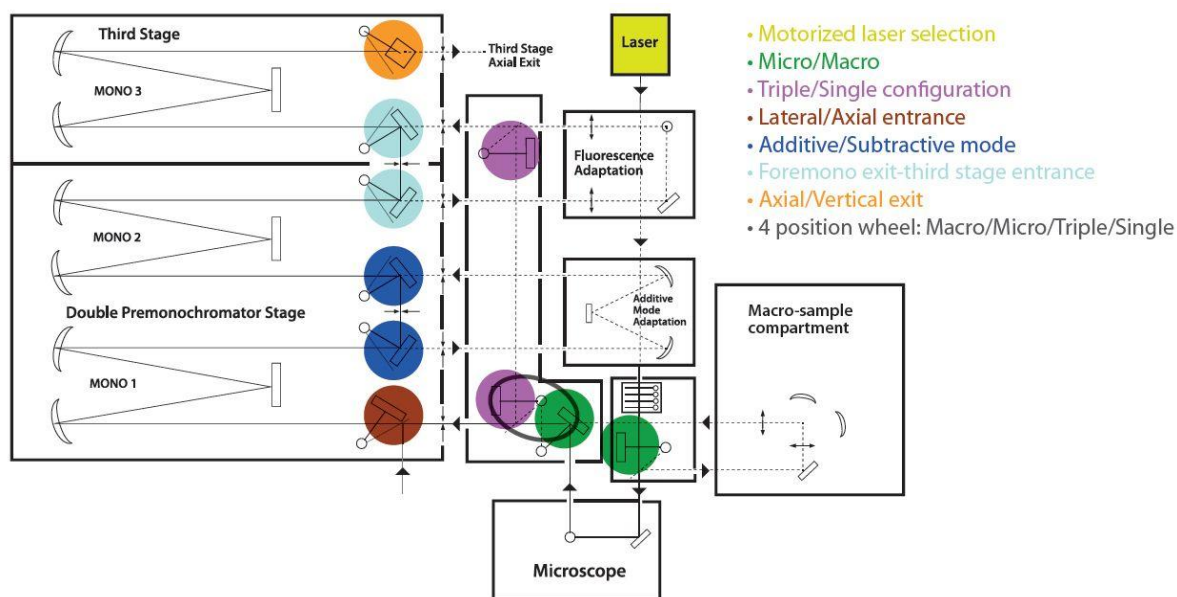 Third Stage
MONO 3
Third Stage
Axial Exit
Laser
• Motorized laser selection
• Micro/Macro
• Triple/Single configuration
• Lateral/Axial entrance
• Additive/Subtractive mode
• Foremono exit-third stage entrance
• Axial/Vertical exit
• 4 position wheel: Macro/Micro/Triple/Single
Fluorescence
Adaptation
MONO 2
Double Premonochromator Stage
MONO 1
Additive
Mode
Adaptation
Macro-sample
compartment
Microscope